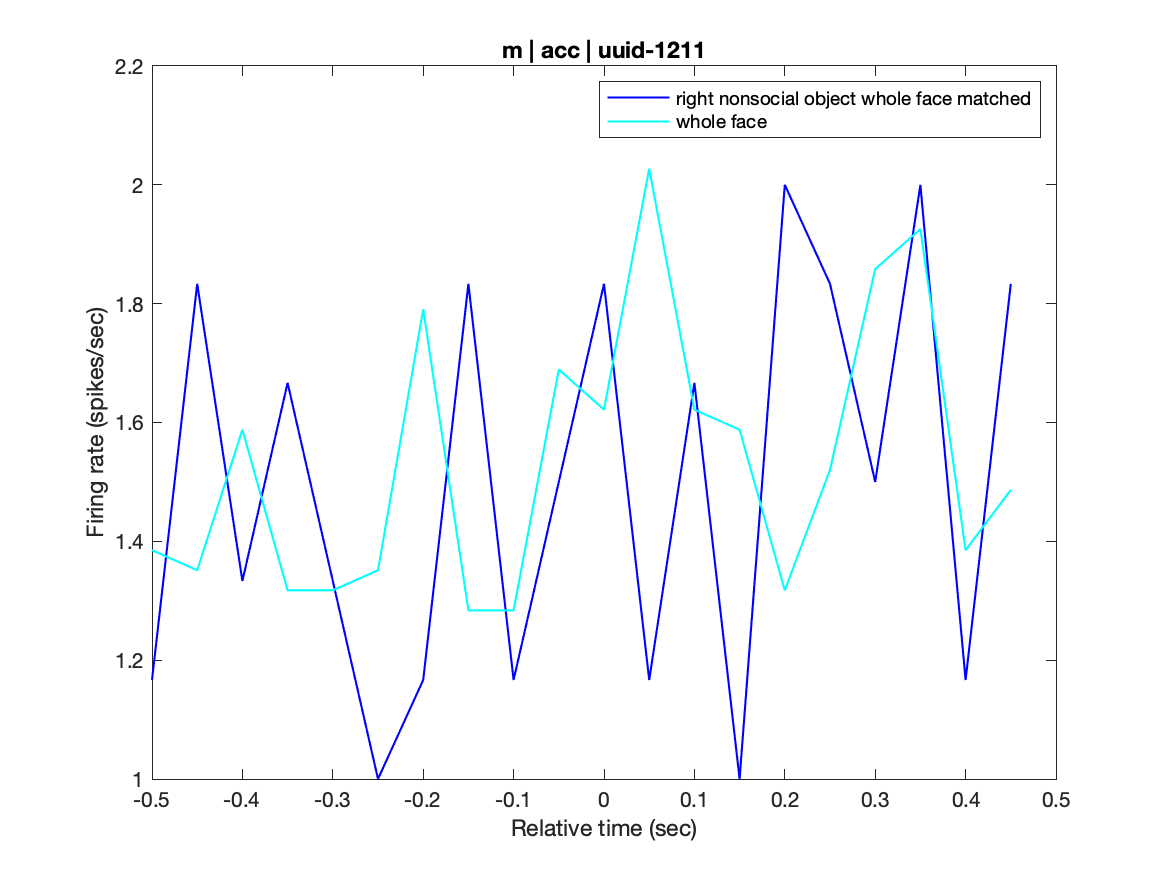 m | acc | uuid-1211
right nonsocial object whole face matched
whole face
Firing rate (spikes/sec)
2.2
2
1.8
1.6
1.4
1.2
1
-0.5 -0.4 -0.3 -0.2 -0.1 0 0.1 0.2 0.3 0.4 0.5
Relative time (sec)